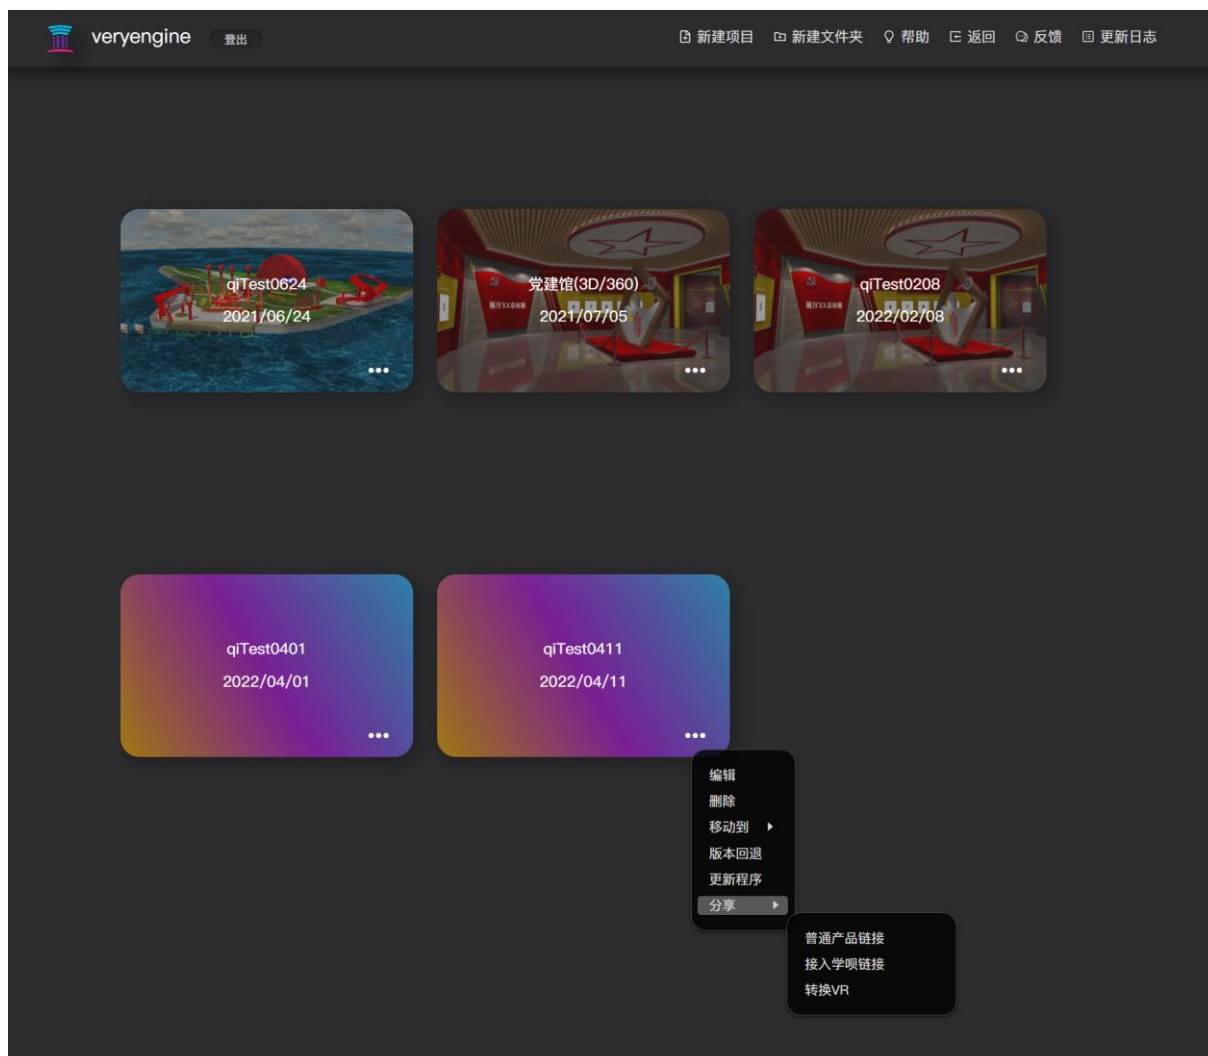 veryengine
登出
新建项目
新建文件夹
帮助
返回
反馈
更新日志
qiTest0624
2021/06/24
党建馆(3D/360)
2021/07/05
qiTest0208
2022/02/08
qiTest0401
2022/04/01
qiTest0411
2022/04/11
编辑
删除
移动到
版本回退
更新程序
分享
普通产品链接
接入学呗链接
转换VR